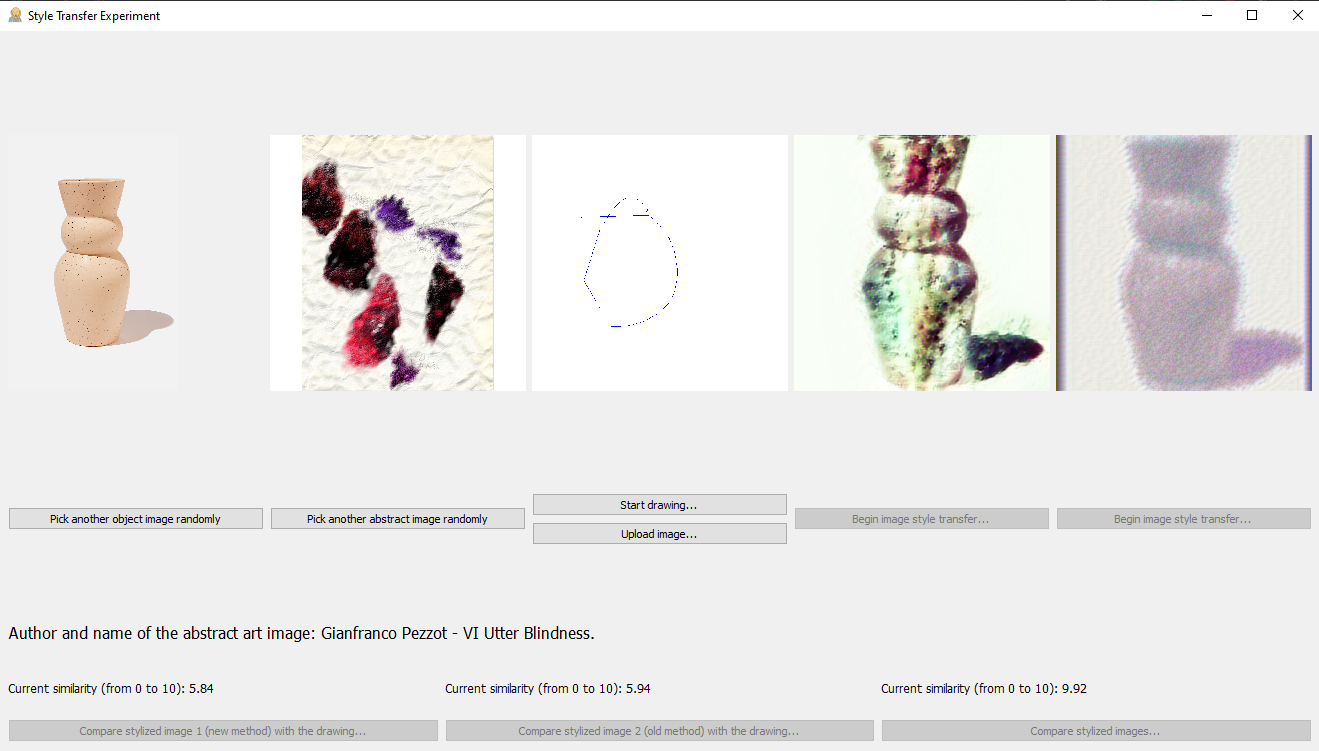 Style Transfer Experiment
Pick another object image randomly
Pick another abstract image randomly
Start drawing...
Upload image...
Begin image style transfer...
Begin image style transfer...
Author and name of the abstract art image: Gianfranco Pezzot - VI Utter Blindness.
Current similarity (from 0 to 10): 5.84
Current similarity (from 0 to 10): 5.94
Current similarity (from 0 to 10): 9.92
Compare stylized image 1 (new method) with the drawing...
Compare stylized image 2 (old method) with the drawing...
Compare stylized images...